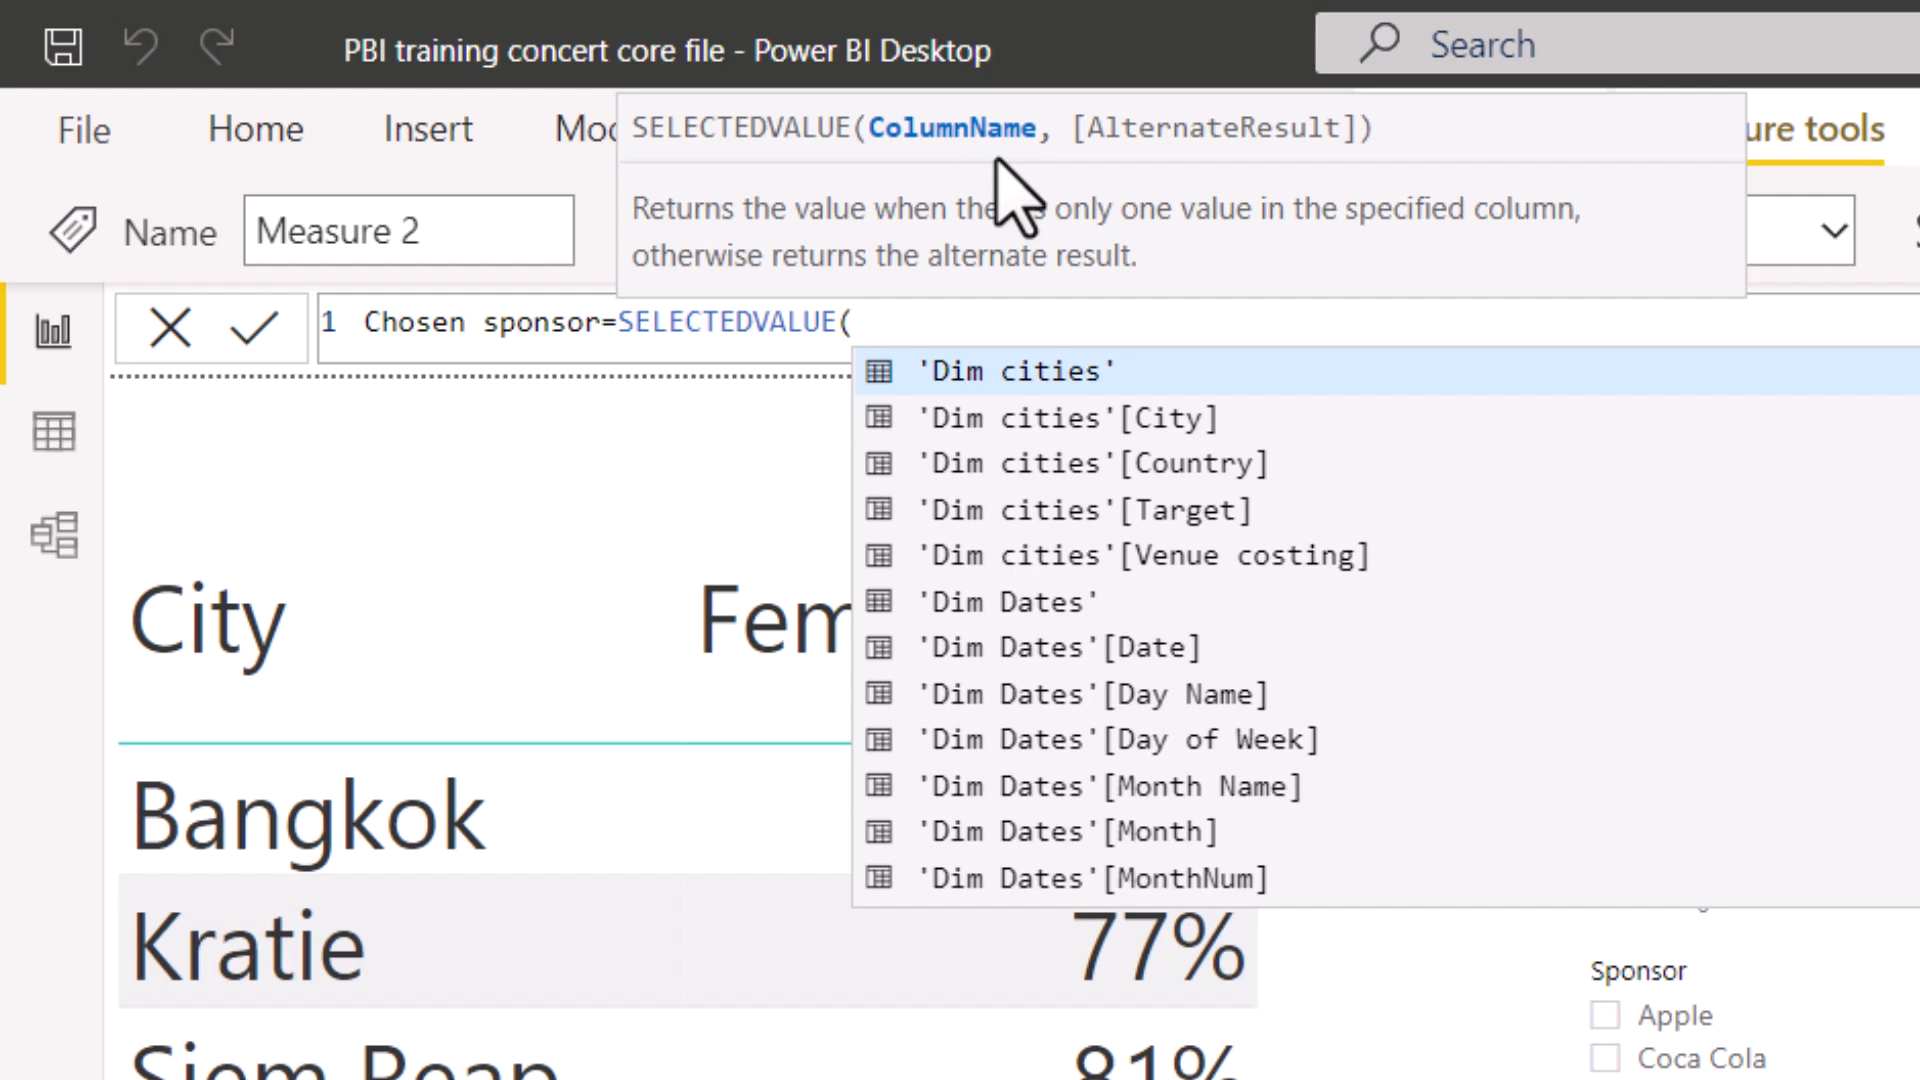 PBI training concert core file - Power BI Desktop
Search
File Home Insert
SELECTEDVALUE(ColumnName, [AlternateResult])
ure tools
Name Measure 2
Returns the value when only one value in the specified column,
otherwise returns the alternate result.
1 Chosen sponsor=SELECTEDVALUE(
'Dim cities'
'Dim cities'[City]
'Dim cities'[Country]
'Dim cities'[Target]
'Dim cities'[Venue costing]
'Dim Dates'
'Dim Dates'[Date]
'Dim Dates'[Day Name]
'Dim Dates'[Day of Week]
'Dim Dates'[Month Name]
'Dim Dates'[Month]
'Dim Dates'[MonthNum]
City Fem
Bangkok
Kratie 77%
Siem Reap 81%
Sponsor
Apple
Coca Cola